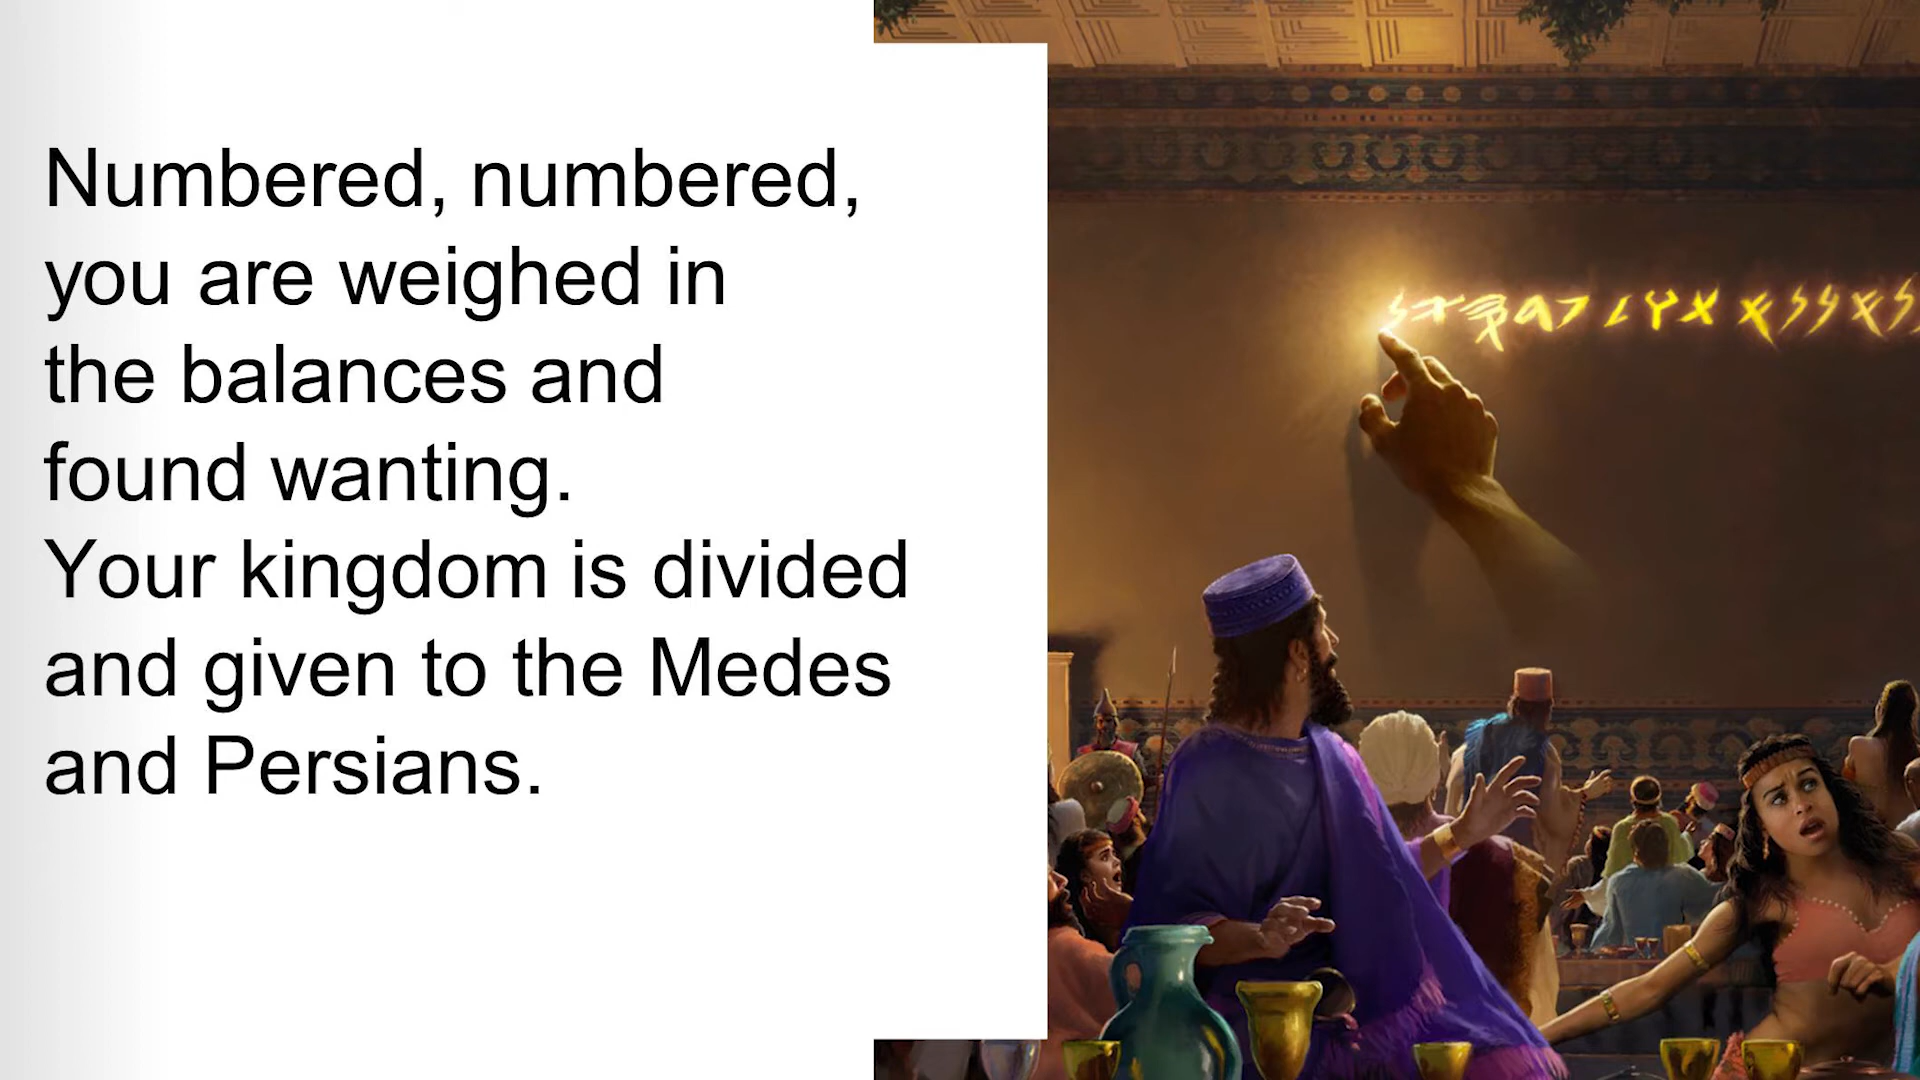 Numbered, numbered,
you are weighed in
the balances and
found wanting.
Your kingdom is divided
and given to the Medes
and Persians.